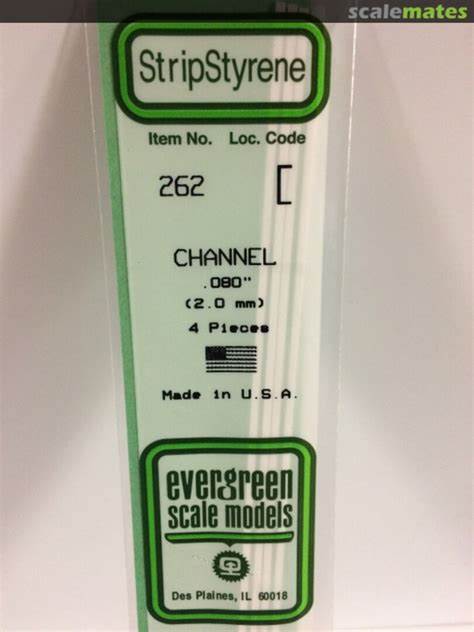 scalemates
StripStyrene
Item No. Loc. Code
262
CHANNEL
.080"
(2.0 mm)
4 Pieces
Made in U.S.A.
evergreen
scale models
Des Plaines, IL 60018